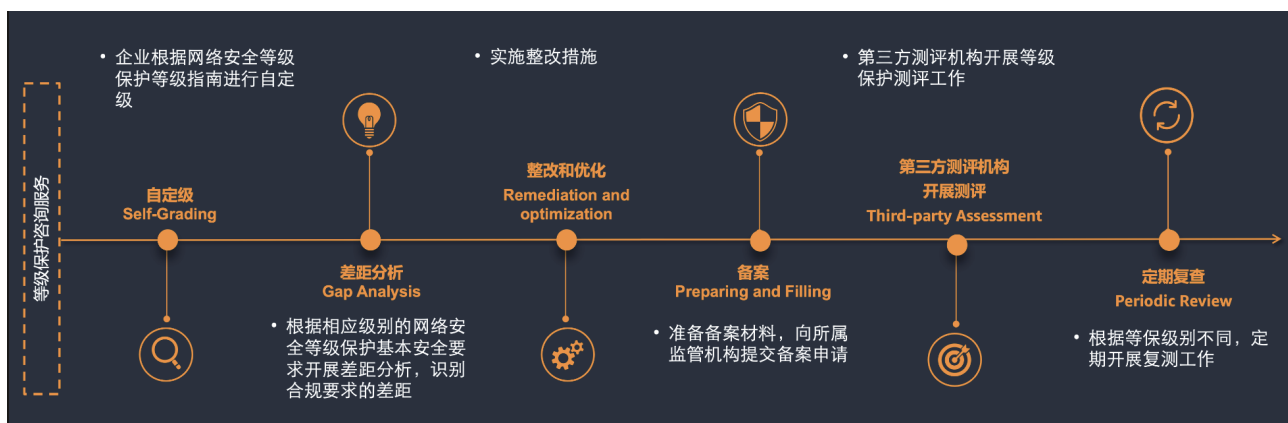 等级保护咨询服务
• 企业根据网络安全等级
保护等级指南进行自定
级
自定级
Self-Grading
差距分析
Gap Analysis
• 根据相应级别的网络安
全等级保护基本安全要
求开展差距分析，识别
合规要求的差距
• 实施整改措施
整改和优化
Remediation and
optimization
备案
Preparing and Filling
• 准备备案材料，向所属
监管机构提交备案申请
• 第三方测评机构开展等级
保护测评工作
第三方测评机构
开展测评
Third-party Assessment
定期复查
Periodic Review
• 根据等保级别不同，定
期开展复测工作